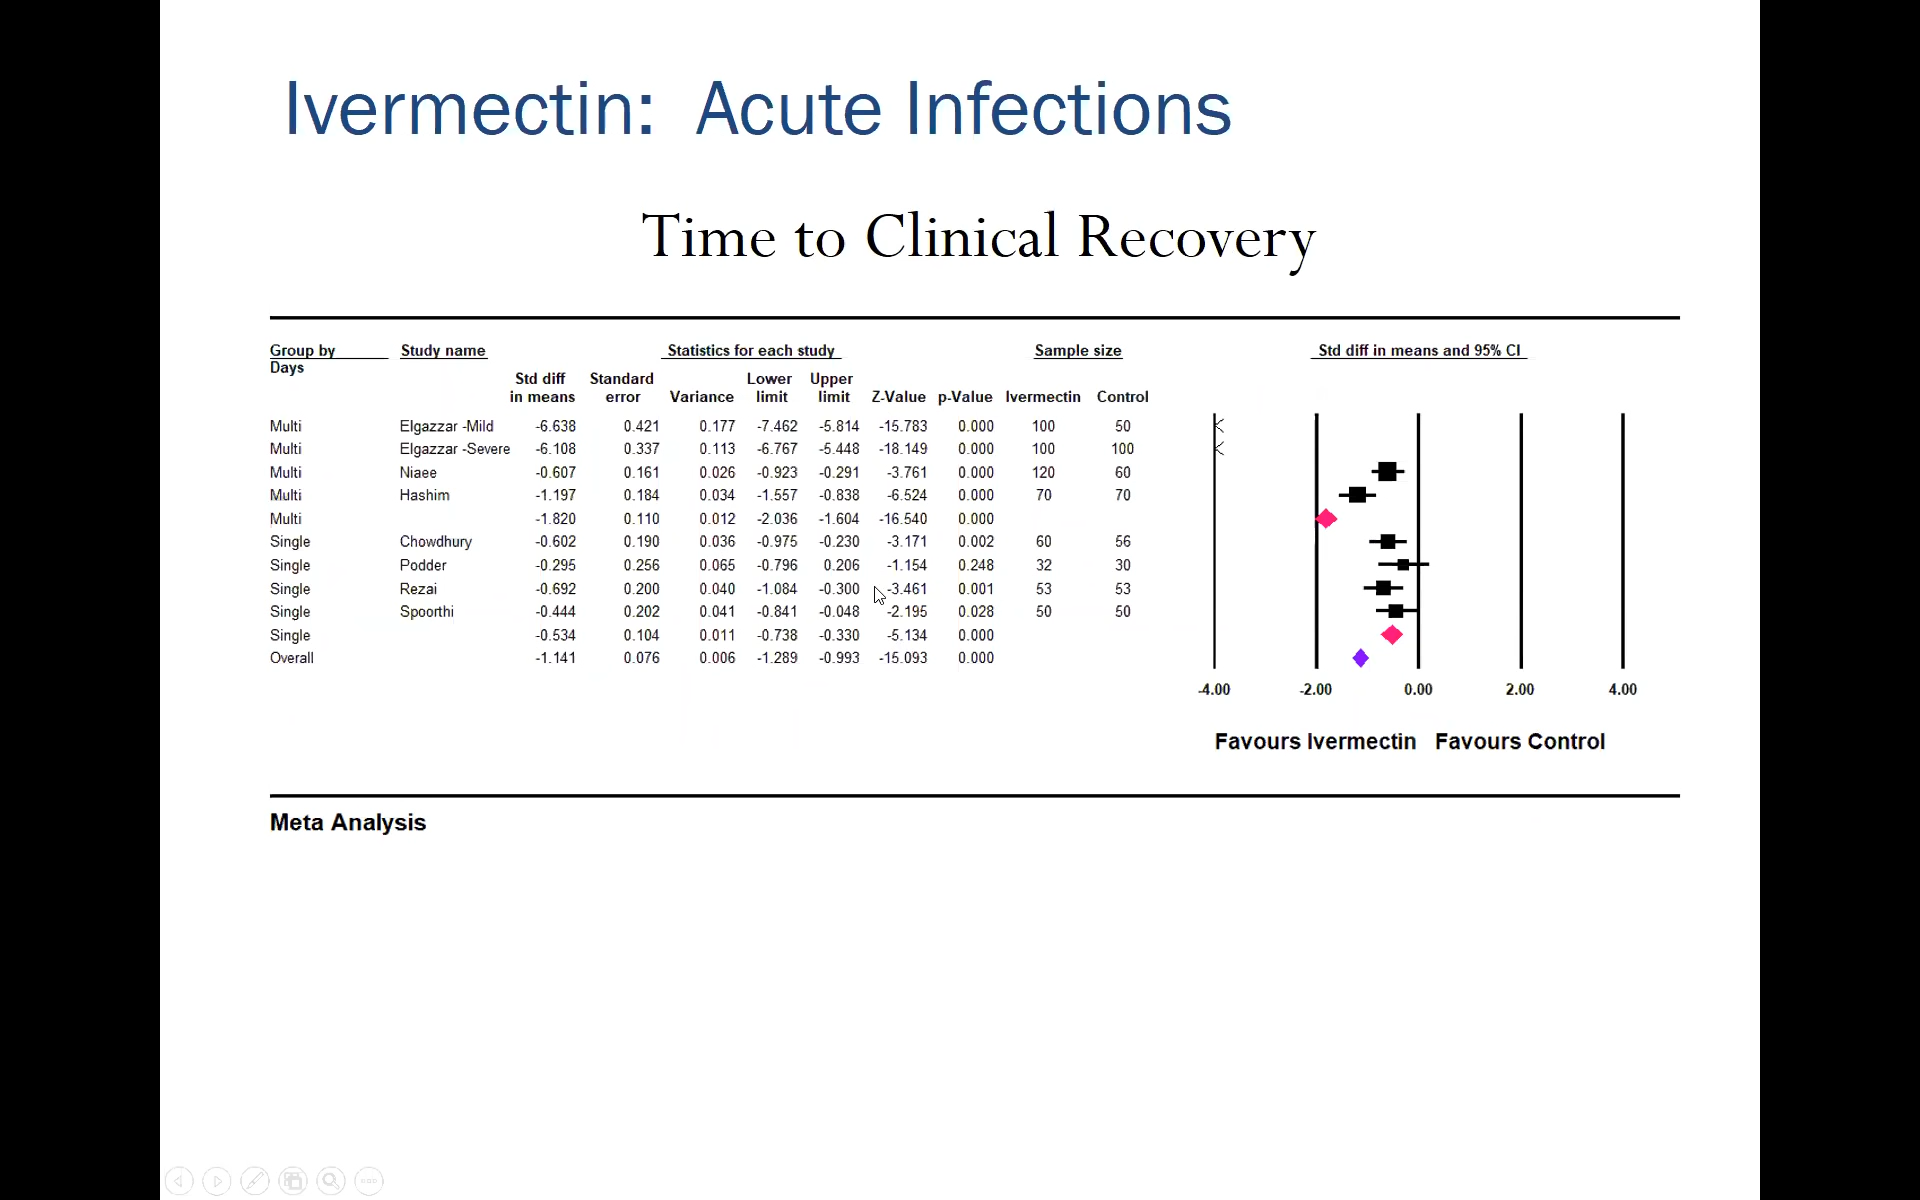 Ivermectin: Acute Infections
Time to Clinical Recovery
Group by Study name Statistics for each study Sample size Std diff in means and 95% CI
Days
Std diff Standard Lower Upper
in means error Variance limit limit Z-Value p-Value Ivermectin Control
Multi Elgazzar -Mild -6.638 0.421 0.177 -7.462 -5.814 -15.783 0.000 100 50
Multi Elgazzar -Severe -6.108 0.337 0.113 -6.767 -5.448 -18.149 0.000 100 100
Multi Niaee -0.607 0.161 0.026 -0.923 -0.291 -3.761 0.000 120 60
Multi Hashim -1.197 0.184 0.034 -1.557 -0.838 -6.524 0.000 70 70
Multi -1.820 0.110 0.012 -2.036 -1.604 -16.540 0.000
Single Chowdhury -0.602 0.190 0.036 -0.975 -0.230 -3.171 0.002 60 56
Single Podder -0.295 0.256 0.065 -0.796 0.206 -1.154 0.248 32 30
Single Rezai -0.692 0.200 0.040 -1.084 -0.300 -3.461 0.001 53 53
Single Spoorthi -0.444 0.202 0.041 -0.841 -0.048 -2.195 0.028 50 50
Single -0.534 0.104 0.011 -0.738 -0.330 -5.134 0.000
Overall -1.141 0.076 0.006 -1.289 -0.993 -15.093 0.000
-4.00 -2.00 0.00 2.00 4.00
Favours Ivermectin Favours Control
Meta Analysis